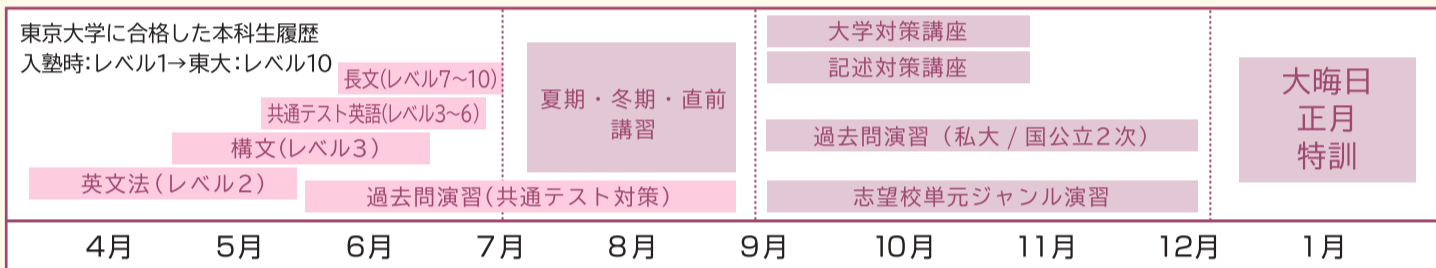 東京大学に合格した本科生履歴
入塾時:レベル1→東大:レベル10
長文(レベル7~10)
共通テスト英語(レベル3~6)
構文(レベル3)
英文法(レベル2)
過去問演習(共通テスト対策)
夏期・冬期・直前
講習
大学対策講座
記述対策講座
過去問演習（私大 / 国公立2次）
志望校単元ジャンル演習
大晦日
正月
特訓
4月 5月 6月 7月 8月 9月 10月 11月 12月 1月